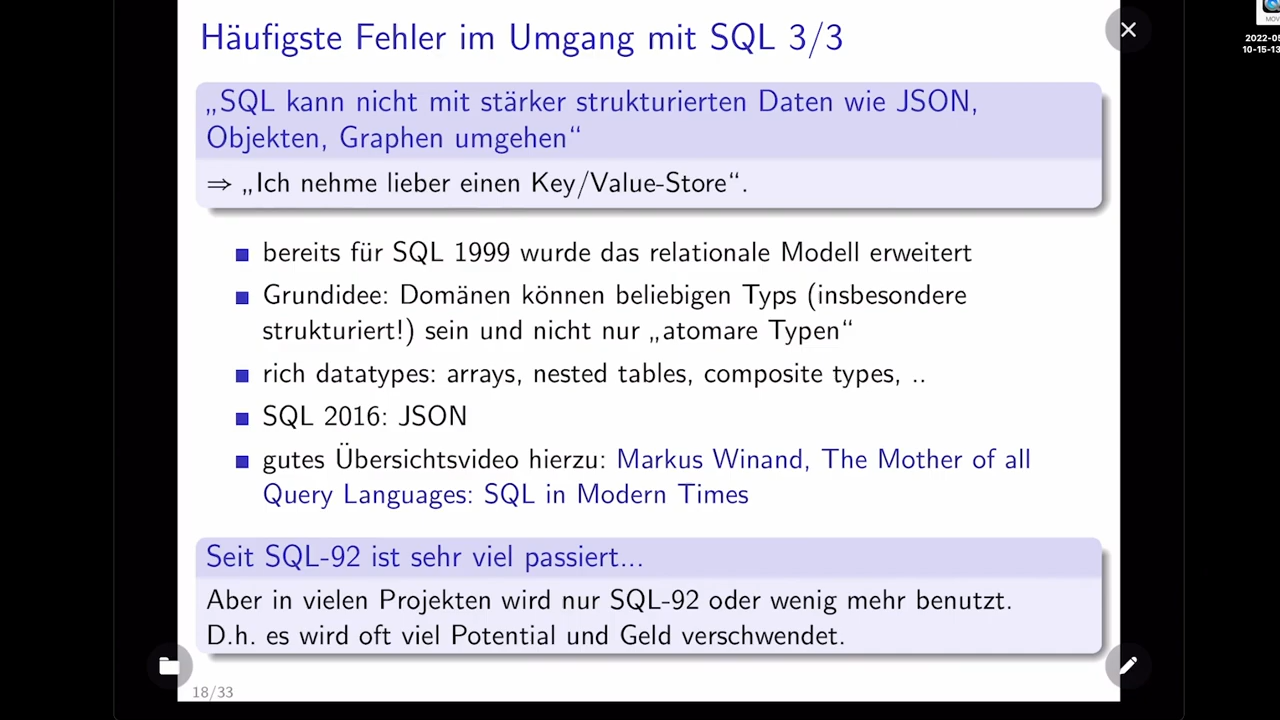 Häufigste Fehler im Umgang mit SQL 3/3
„SQL kann nicht mit stärker strukturierten Daten wie JSON,
Objekten, Graphen umgehen“
⇒ „Ich nehme lieber einen Key/Value-Store“.
bereits für SQL 1999 wurde das relationale Modell erweitert
Grundidee: Domänen können beliebigen Typs (insbesondere
strukturiert!) sein und nicht nur „atomare Typen“
rich datatypes: arrays, nested tables, composite types, ..
SQL 2016: JSON
gutes Übersichtsvideo hierzu: Markus Winand, The Mother of all
Query Languages: SQL in Modern Times
Seit SQL-92 ist sehr viel passiert...
Aber in vielen Projekten wird nur SQL-92 oder wenig mehr benutzt.
D.h. es wird oft viel Potential und Geld verschwendet.
18/33